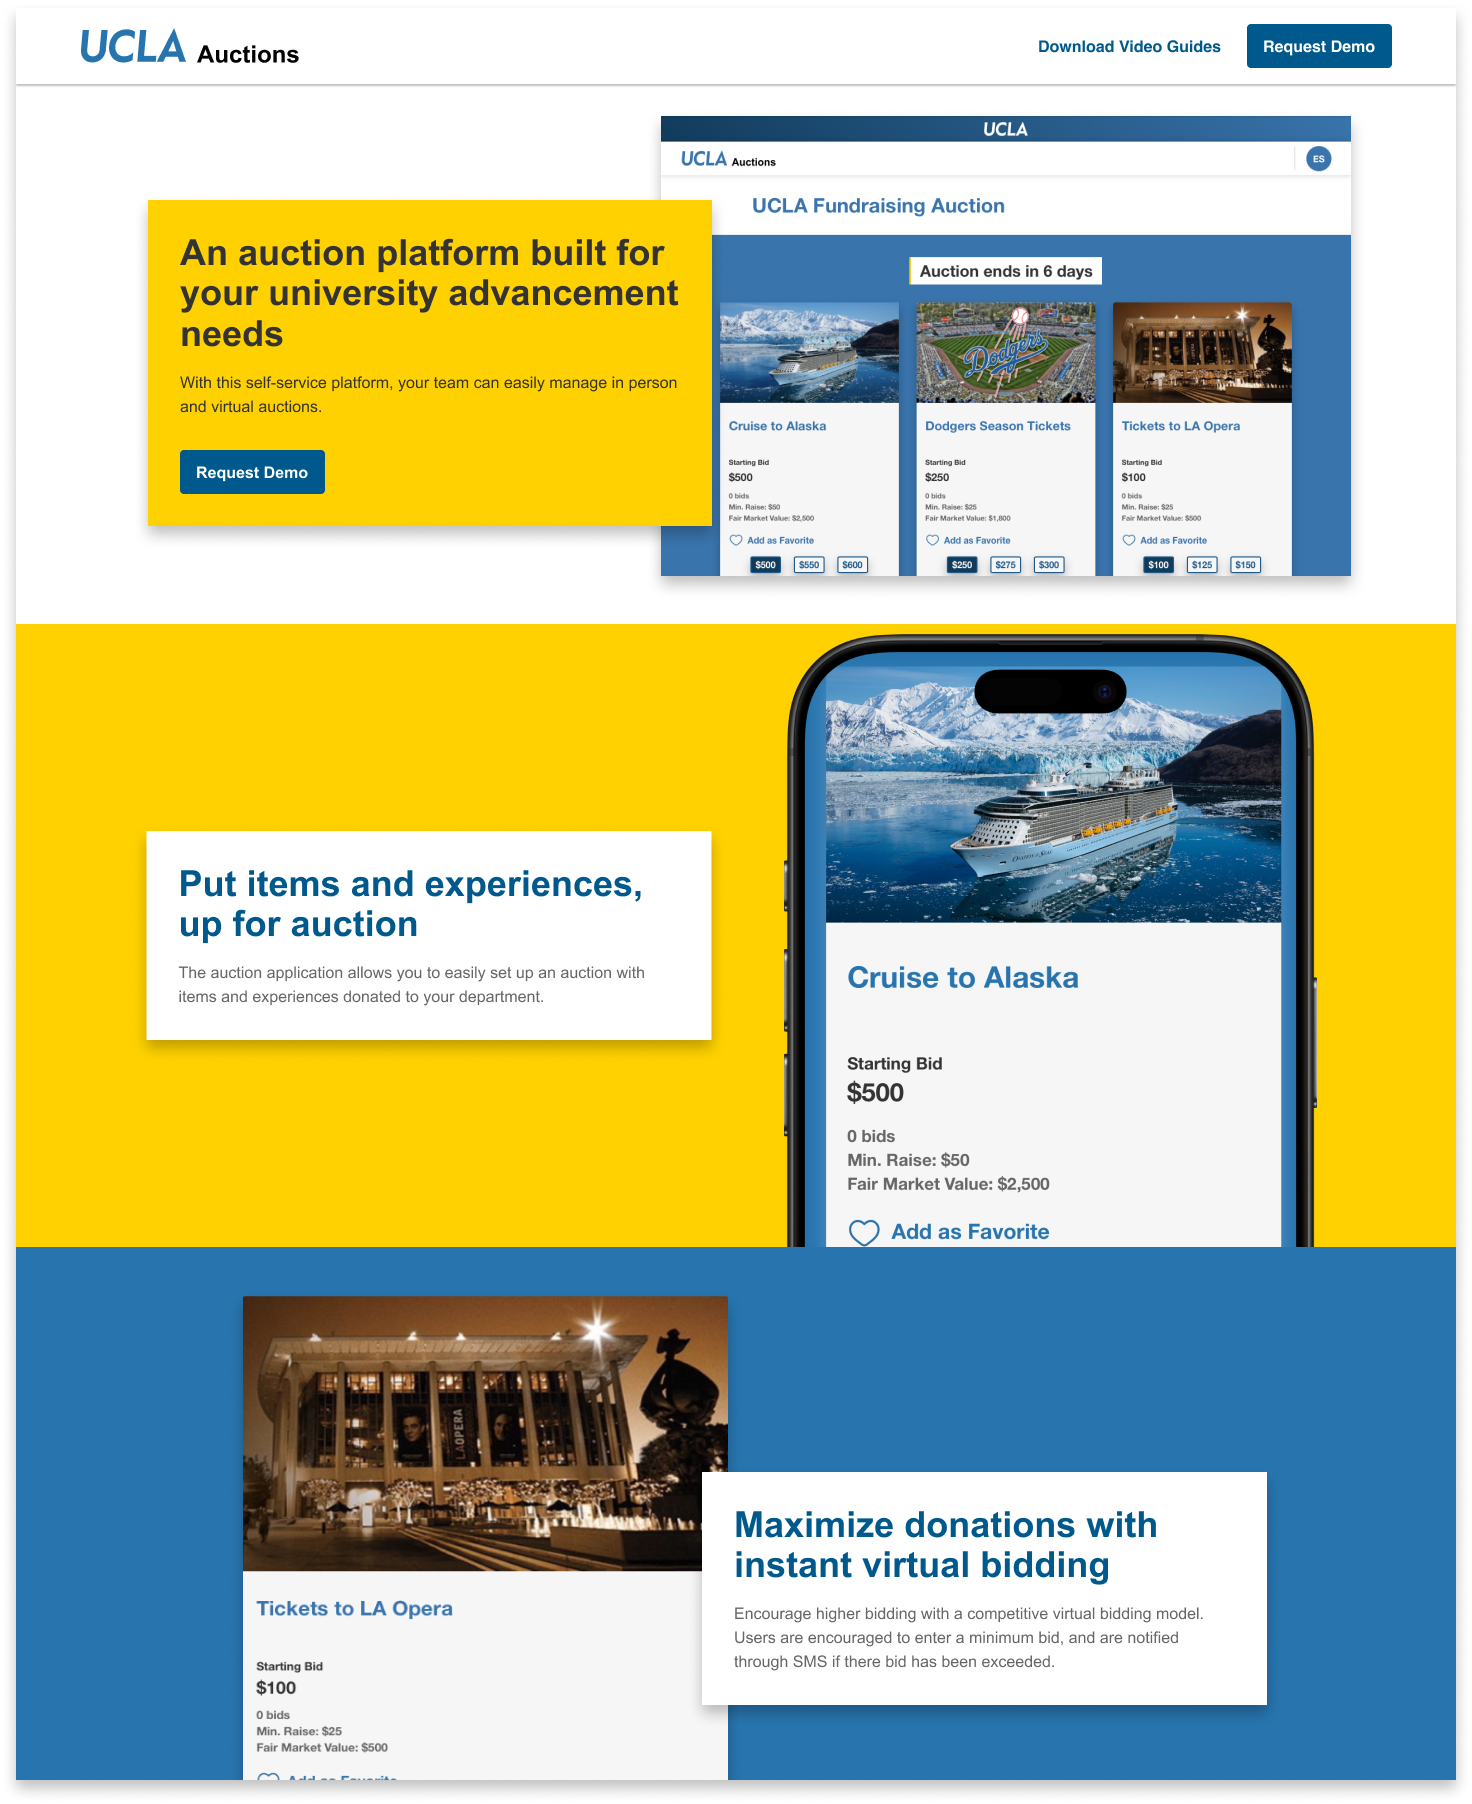 UCLA Auctions
Download Video Guides
Request Demo
UCLA
UCLA Auctions
ES
UCLA Fundraising Auction
An auction platform built for
your university advancement
needs
With this self-service platform, your team can easily manage in person
and virtual auctions.
Request Demo
Auction ends in 6 days
Dodgers
Cruise to Alaska
Starting Bid
$500
0 bids
Min. Raise: $50
Fair Market Value: $2,500
Add as Favorite
$500 $550 $600
Dodgers Season Tickets
Starting Bid
$250
0 bids
Min. Raise: $25
Fair Market Value: $1,800
Add as Favorite
$250 $275 $300
Tickets to LA Opera
Starting Bid
$100
0 bids
Min. Raise: $25
Fair Market Value: $500
Add as Favorite
$100 $125 $150
Put items and experiences,
up for auction
The auction application allows you to easily set up an auction with
items and experiences donated to your department.
Cruise to Alaska
Starting Bid
$500
0 bids
Min. Raise: $50
Fair Market Value: $2,500
Add as Favorite
LAOPERA
Tickets to LA Opera
Starting Bid
$100
0 bids
Min. Raise: $25
Fair Market Value: $500
Add as Favorite
Maximize donations with
instant virtual bidding
Encourage higher bidding with a competitive virtual bidding model.
Users are encouraged to enter a minimum bid, and are notified
through SMS if there bid has been exceeded.